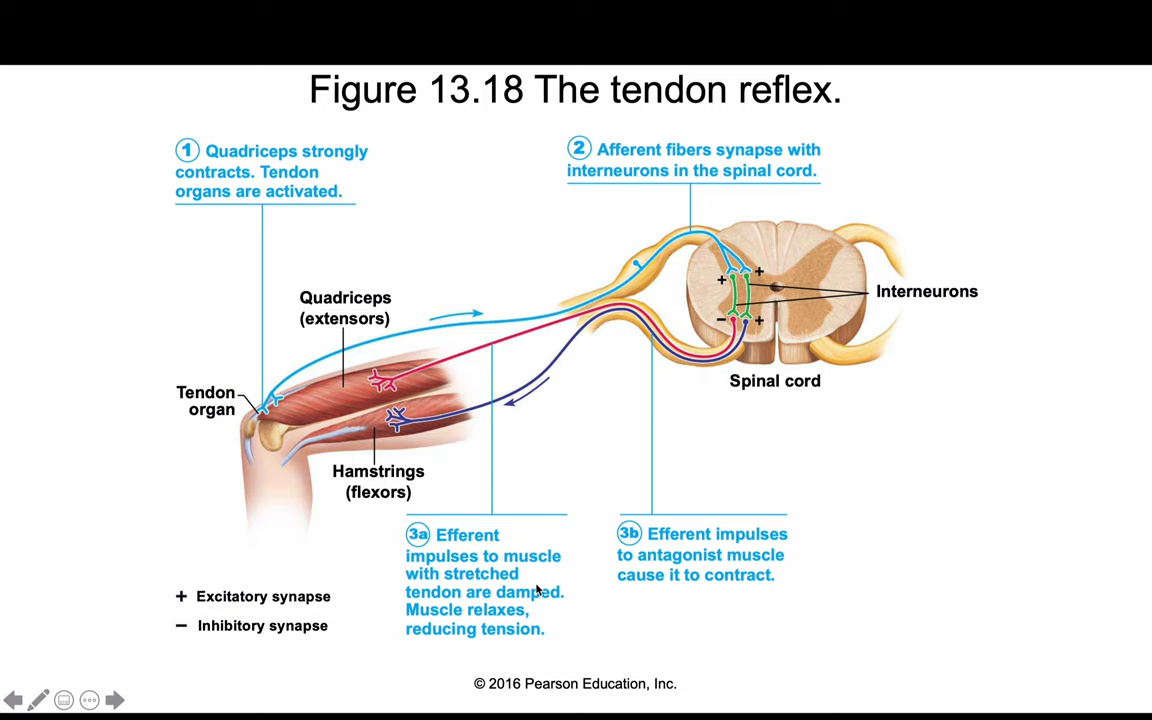 Figure 13.18 The tendon reflex.
1 Quadriceps strongly
contracts. Tendon
organs are activated.
2 Afferent fibers synapse with
interneurons in the spinal cord.
+
+
Interneurons
Quadriceps
(extensors)
−
+
Spinal cord
Tendon
organ
Hamstrings
(flexors)
3a Efferent
impulses to muscle
with stretched
tendon are damped.
Muscle relaxes,
reducing tension.
3b Efferent impulses
to antagonist muscle
cause it to contract.
+ Excitatory synapse
− Inhibitory synapse
© 2016 Pearson Education, Inc.